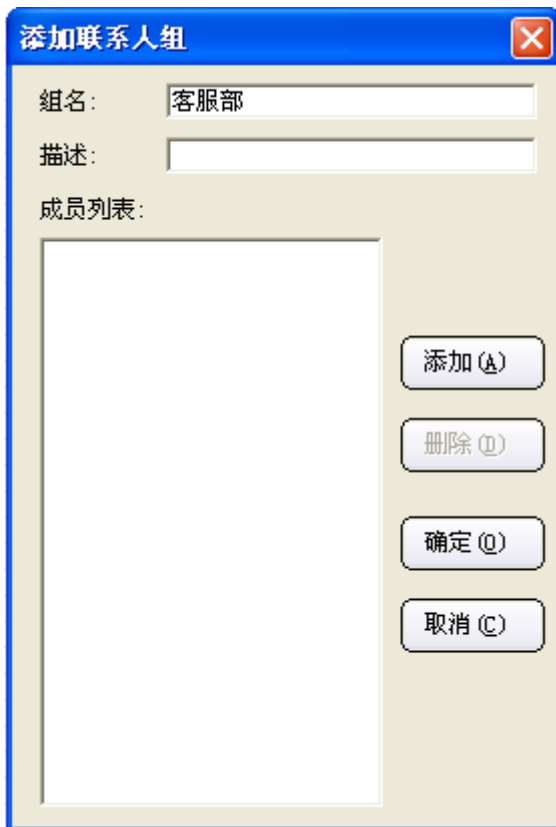 添加联系人组
组名: 客服部
描述:
成员列表:
添加(A)
删除(D)
确定(O)
取消(C)